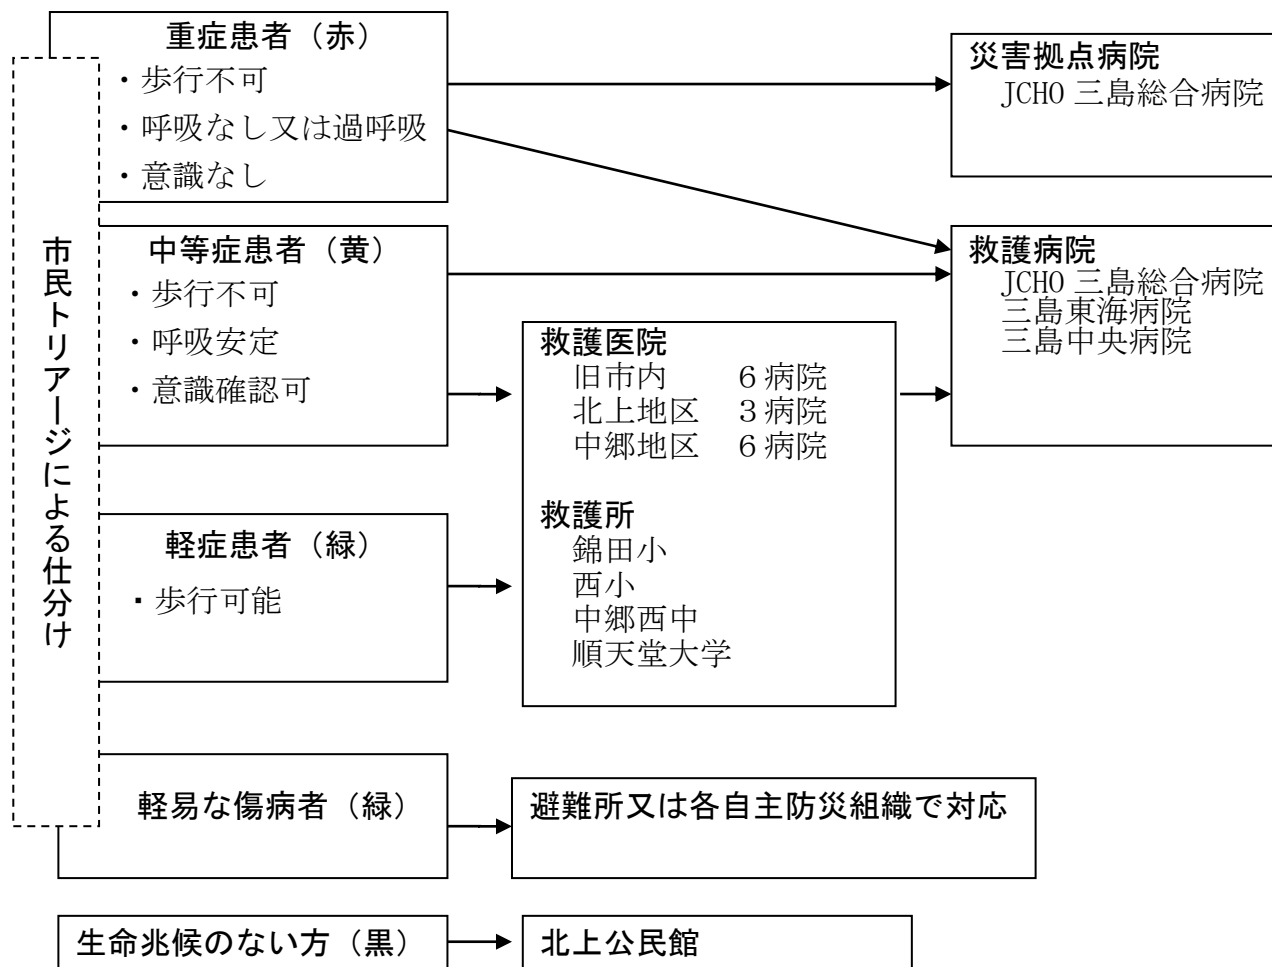 市民トリアージによる仕分け
重症患者（赤）
・歩行不可
・呼吸なし又は過呼吸
・意識なし
災害拠点病院
JCHO 三島総合病院
中等症患者（黄）
・歩行不可
・呼吸安定
・意識確認可
救護病院
JCHO 三島総合病院
三島東海病院
三島中央病院
救護医院
旧市内　６病院
北上地区　３病院
中郷地区　６病院
救護所
錦田小
西小
中郷西中
順天堂大学
軽症患者（緑）
・歩行可能
軽易な傷病者（緑）
避難所又は各自主防災組織で対応
生命兆候のない方（黒）
北上公民館